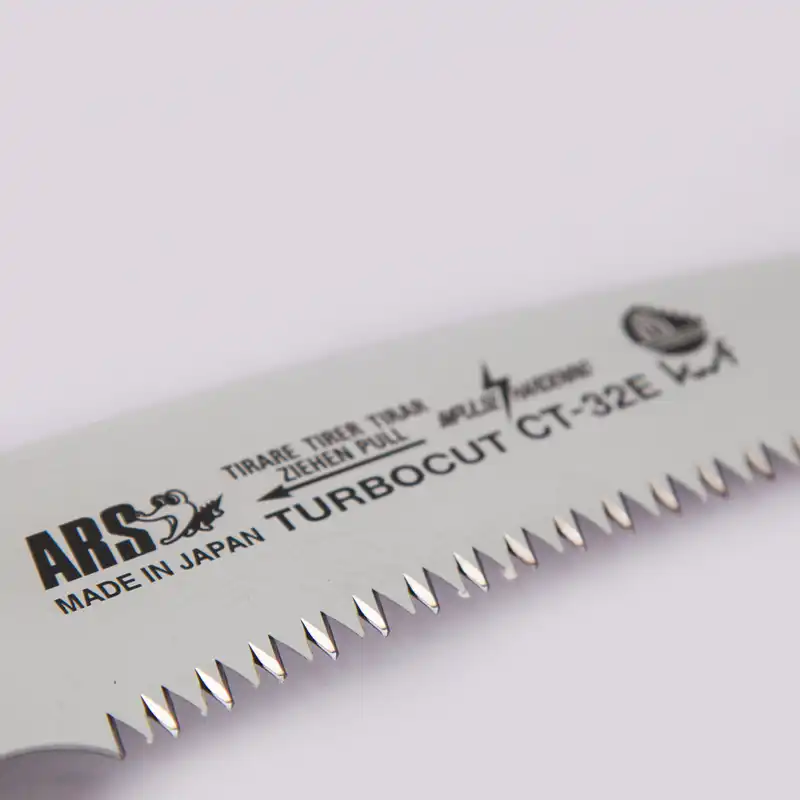 ARS
MADE IN JAPAN
TIRARE TIRER TIRAR
ZIEHEN PULL
IMPULSE HARDENING
TURBOCUT CT-32E